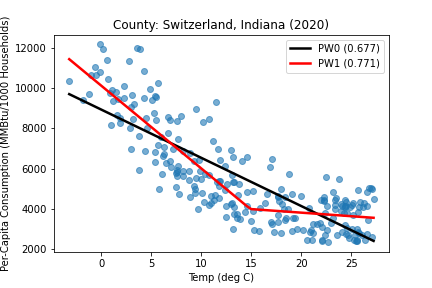 County: Switzerland, Indiana (2020)
Per-Capita Consumption (MMBtu/1000 Households)
12000
10000
8000
6000
4000
2000
PW0 (0.677)
PW1 (0.771)
0 5 10 15 20 25
Temp (deg C)